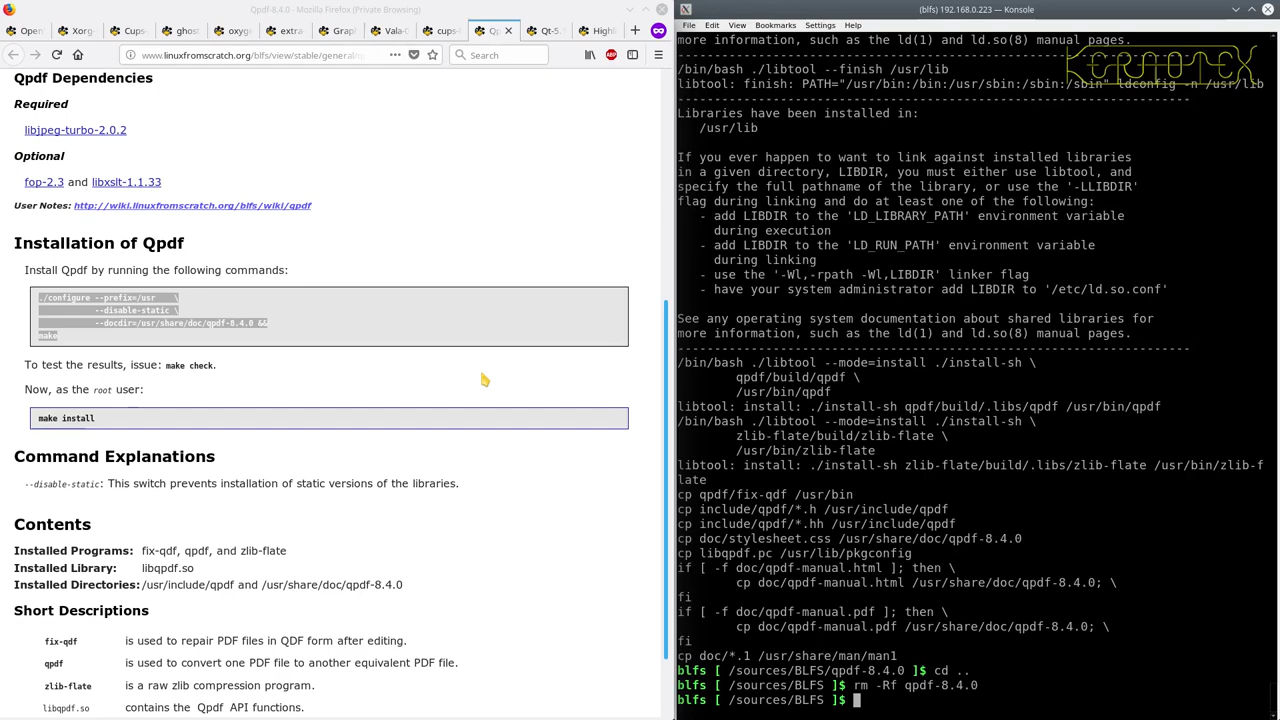 Qpdf-8.4.0 - Mozilla Firefox (Private Browsing)
Open
Xorg-
Cups-
ghost
oxyg
extra-
Graph
Vala-0
cups-f
Qp
Qt-5.
Highl
www.linuxfromscratch.org/blfs/view/stable/general/q
Search
Qpdf Dependencies
Required
libjpeg-turbo-2.0.2
Optional
fop-2.3 and libxslt-1.1.33
User Notes: http://wiki.linuxfromscratch.org/blfs/wiki/qpdf
Installation of Qpdf
Install Qpdf by running the following commands:
./configure --prefix=/usr \
--disable-static \
--docdir=/usr/share/doc/qpdf-8.4.0 &&
make
To test the results, issue: make check.
Now, as the root user:
make install
Command Explanations
--disable-static: This switch prevents installation of static versions of the libraries.
Contents
Installed Programs: fix-qdf, qpdf, and zlib-flate
Installed Library: libqpdf.so
Installed Directories: /usr/include/qpdf and /usr/share/doc/qpdf-8.4.0
Short Descriptions
fix-qdf is used to repair PDF files in QDF form after editing.
qpdf is used to convert one PDF file to another equivalent PDF file.
zlib-flate is a raw zlib compression program.
libqpdf.so contains the Qpdf API functions.
(blfs) 192.168.0.223 — Konsole
File Edit View Bookmarks Settings Help
more information, such as the ld(1) and ld.so(8) manual pages.
----------------------------------------------------------------------
/bin/bash ./libtool --finish /usr/lib
libtool: finish: PATH="/usr/bin:/bin:/usr/sbin:/sbin:/sbin" ldconfig -n /usr/lib
----------------------------------------------------------------------
Libraries have been installed in:
/usr/lib
If you ever happen to want to link against installed libraries
in a given directory, LIBDIR, you must either use libtool, and
specify the full pathname of the library, or use the '-LLIBDIR'
flag during linking and do at least one of the following:
- add LIBDIR to the 'LD_LIBRARY_PATH' environment variable
during execution
- add LIBDIR to the 'LD_RUN_PATH' environment variable
during linking
- use the '-Wl,-rpath -Wl,LIBDIR' linker flag
- have your system administrator add LIBDIR to '/etc/ld.so.conf'
See any operating system documentation about shared libraries for
more information, such as the ld(1) and ld.so(8) manual pages.
----------------------------------------------------------------------
/bin/bash ./libtool --mode=install ./install-sh \
qpdf/build/qpdf \
/usr/bin/qpdf
libtool: install: ./install-sh qpdf/build/.libs/qpdf /usr/bin/qpdf
/bin/bash ./libtool --mode=install ./install-sh \
zlib-flate/build/zlib-flate \
/usr/bin/zlib-flate
libtool: install: ./install-sh zlib-flate/build/.libs/zlib-flate /usr/bin/zlib-f
late
cp qpdf/fix-qdf /usr/bin
cp include/qpdf/*.h /usr/include/qpdf
cp include/qpdf/*.hh /usr/include/qpdf
cp doc/stylesheet.css /usr/share/doc/qpdf-8.4.0
cp libqpdf.pc /usr/lib/pkgconfig
if [ -f doc/qpdf-manual.html ]; then \
cp doc/qpdf-manual.html /usr/share/doc/qpdf-8.4.0; \
fi
if [ -f doc/qpdf-manual.pdf ]; then \
cp doc/qpdf-manual.pdf /usr/share/doc/qpdf-8.4.0; \
fi
cp doc/*.1 /usr/share/man/man1
blfs [ /sources/BLFS/qpdf-8.4.0 ]$ cd ..
blfs [ /sources/BLFS ]$ rm -Rf qpdf-8.4.0
blfs [ /sources/BLFS ]$